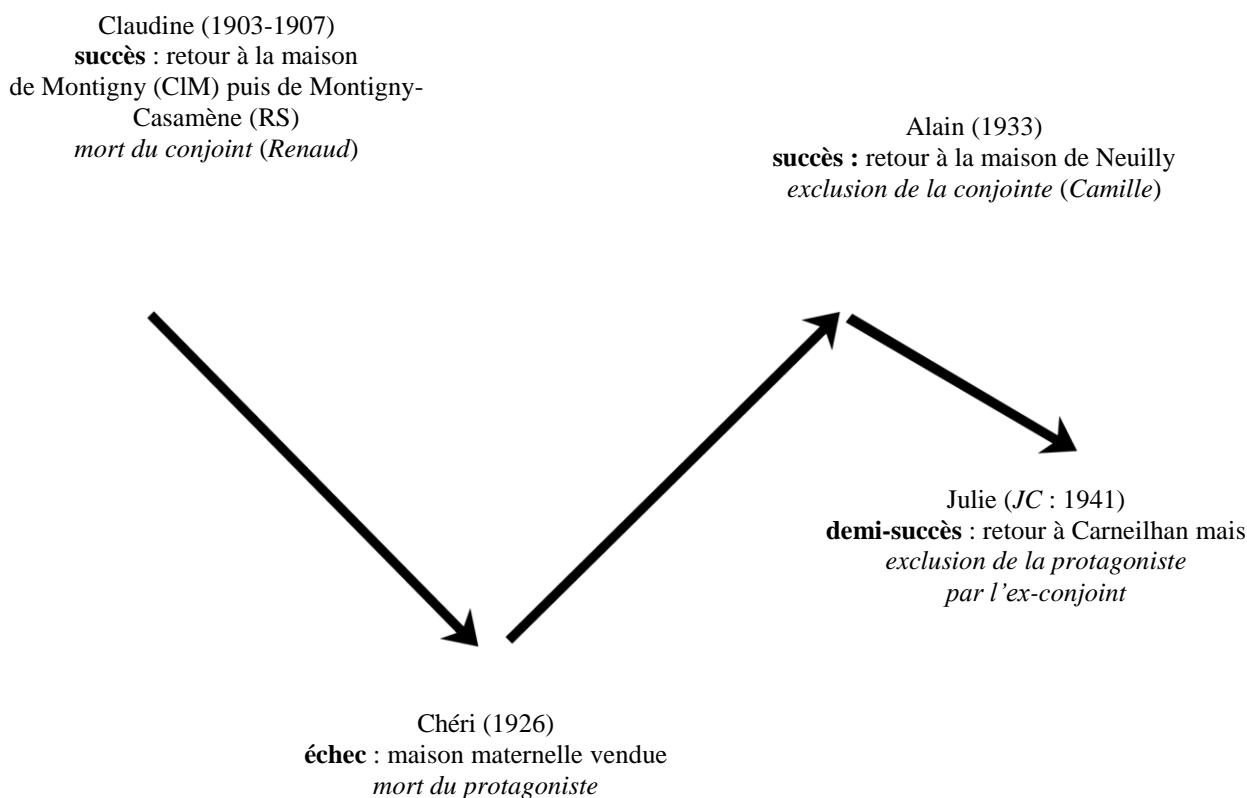 Claudine (1903-1907)
succès : retour à la maison
de Montigny (ClM) puis de Montigny-
Casamène (RS)
mort du conjoint (Renaud)
Alain (1933)
succès : retour à la maison de Neuilly
exclusion de la conjointe (Camille)
Julie (JC : 1941)
demi-succès : retour à Carneilhan mais
exclusion de la protagoniste
par l’ex-conjoint
Chéri (1926)
échec : maison maternelle vendue
mort du protagoniste